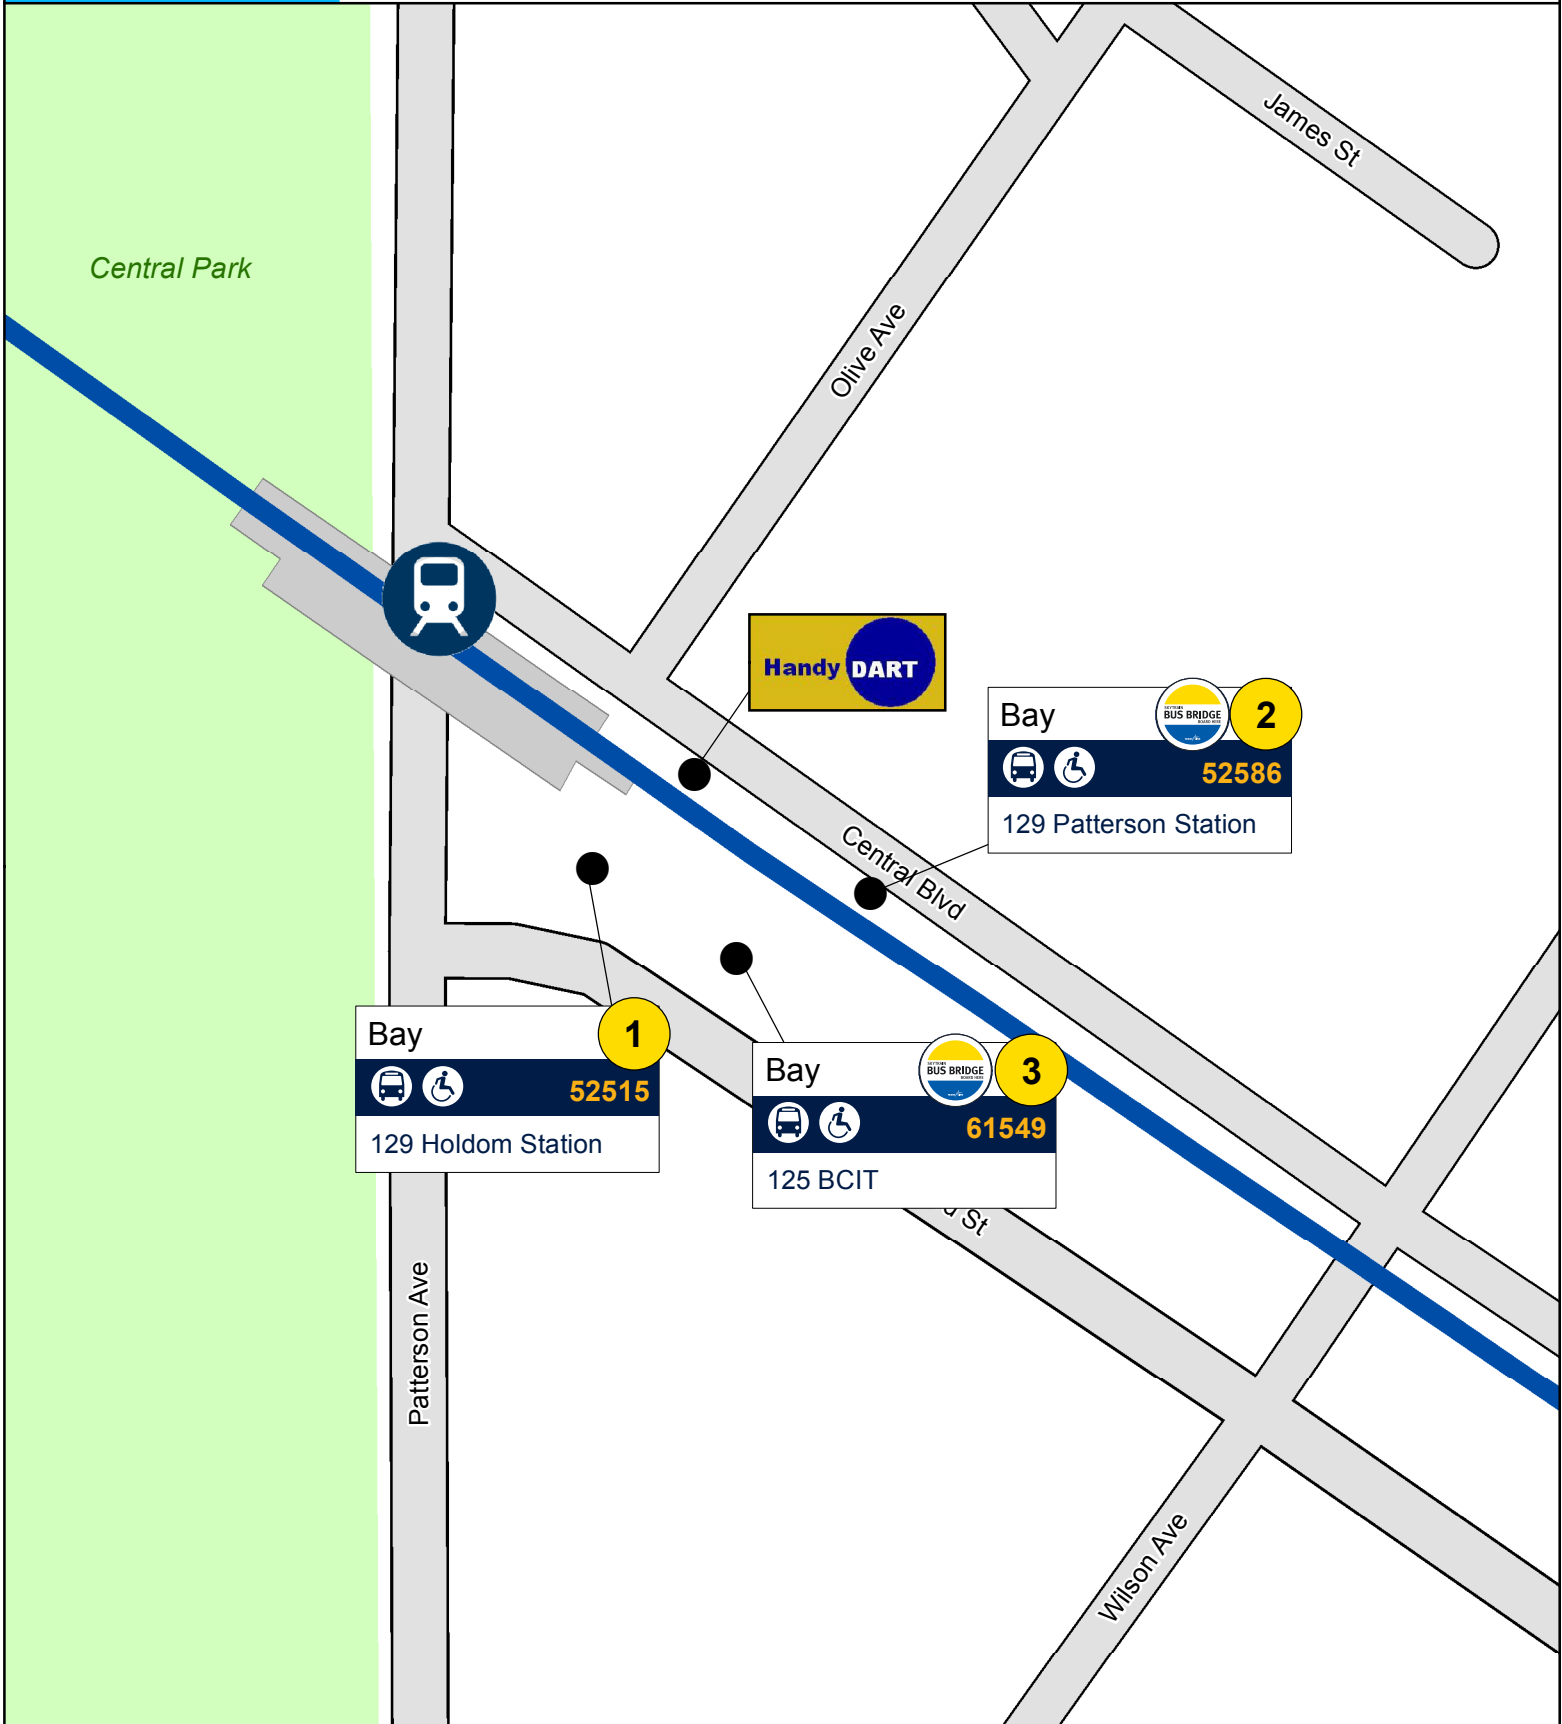 James St
Central Park
Olive Ave
Handy DART
Bay
BUS BRIDGE
2
52586
129 Patterson Station
Central Blvd
Bay
1
52515
129 Holdom Station
Bay
BUS BRIDGE
3
61549
125 BCIT
St
Patterson Ave
Wilson Ave